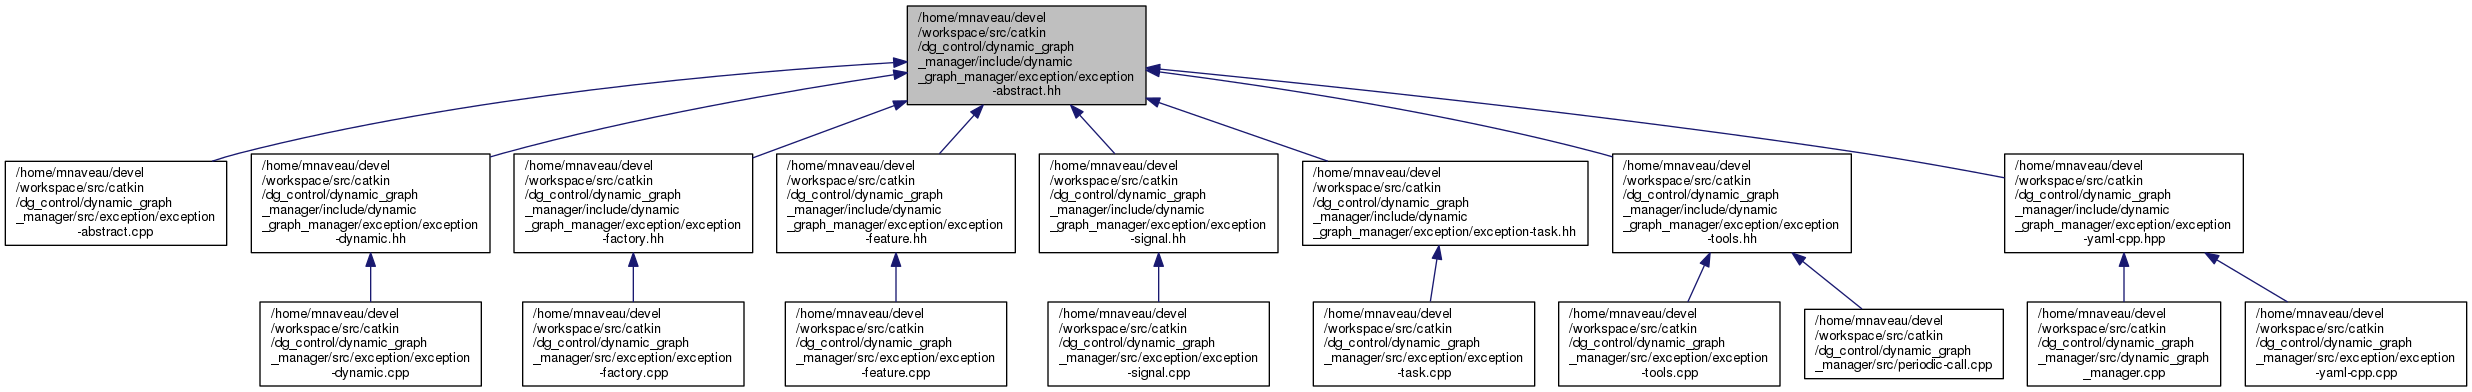 /home/mnaveau/devel
/workspace/src/catkin
/dg_control/dynamic_graph
_manager/include/dynamic
_graph_manager/exception/exception
-abstract.hh
/home/mnaveau/devel
/workspace/src/catkin
/dg_control/dynamic_graph
_manager/src/exception/exception
-abstract.cpp
/home/mnaveau/devel
/workspace/src/catkin
/dg_control/dynamic_graph
_manager/include/dynamic
_graph_manager/exception/exception
-dynamic.hh
/home/mnaveau/devel
/workspace/src/catkin
/dg_control/dynamic_graph
_manager/include/dynamic
_graph_manager/exception/exception
-factory.hh
/home/mnaveau/devel
/workspace/src/catkin
/dg_control/dynamic_graph
_manager/include/dynamic
_graph_manager/exception/exception
-feature.hh
/home/mnaveau/devel
/workspace/src/catkin
/dg_control/dynamic_graph
_manager/include/dynamic
_graph_manager/exception/exception
-signal.hh
/home/mnaveau/devel
/workspace/src/catkin
/dg_control/dynamic_graph
_manager/include/dynamic
_graph_manager/exception/exception-task.hh
/home/mnaveau/devel
/workspace/src/catkin
/dg_control/dynamic_graph
_manager/include/dynamic
_graph_manager/exception/exception
-tools.hh
/home/mnaveau/devel
/workspace/src/catkin
/dg_control/dynamic_graph
_manager/include/dynamic
_graph_manager/exception/exception
-yaml-cpp.hpp
/home/mnaveau/devel
/workspace/src/catkin
/dg_control/dynamic_graph
_manager/src/exception/exception
-dynamic.cpp
/home/mnaveau/devel
/workspace/src/catkin
/dg_control/dynamic_graph
_manager/src/exception/exception
-factory.cpp
/home/mnaveau/devel
/workspace/src/catkin
/dg_control/dynamic_graph
_manager/src/exception/exception
-feature.cpp
/home/mnaveau/devel
/workspace/src/catkin
/dg_control/dynamic_graph
_manager/src/exception/exception
-signal.cpp
/home/mnaveau/devel
/workspace/src/catkin
/dg_control/dynamic_graph
_manager/src/exception/exception
-task.cpp
/home/mnaveau/devel
/workspace/src/catkin
/dg_control/dynamic_graph
_manager/src/exception/exception
-tools.cpp
/home/mnaveau/devel
/workspace/src/catkin
/dg_control/dynamic_graph
_manager/src/periodic-call.cpp
/home/mnaveau/devel
/workspace/src/catkin
/dg_control/dynamic_graph
_manager/src/dynamic_graph
_manager.cpp
/home/mnaveau/devel
/workspace/src/catkin
/dg_control/dynamic_graph
_manager/src/exception/exception
-yaml-cpp.cpp